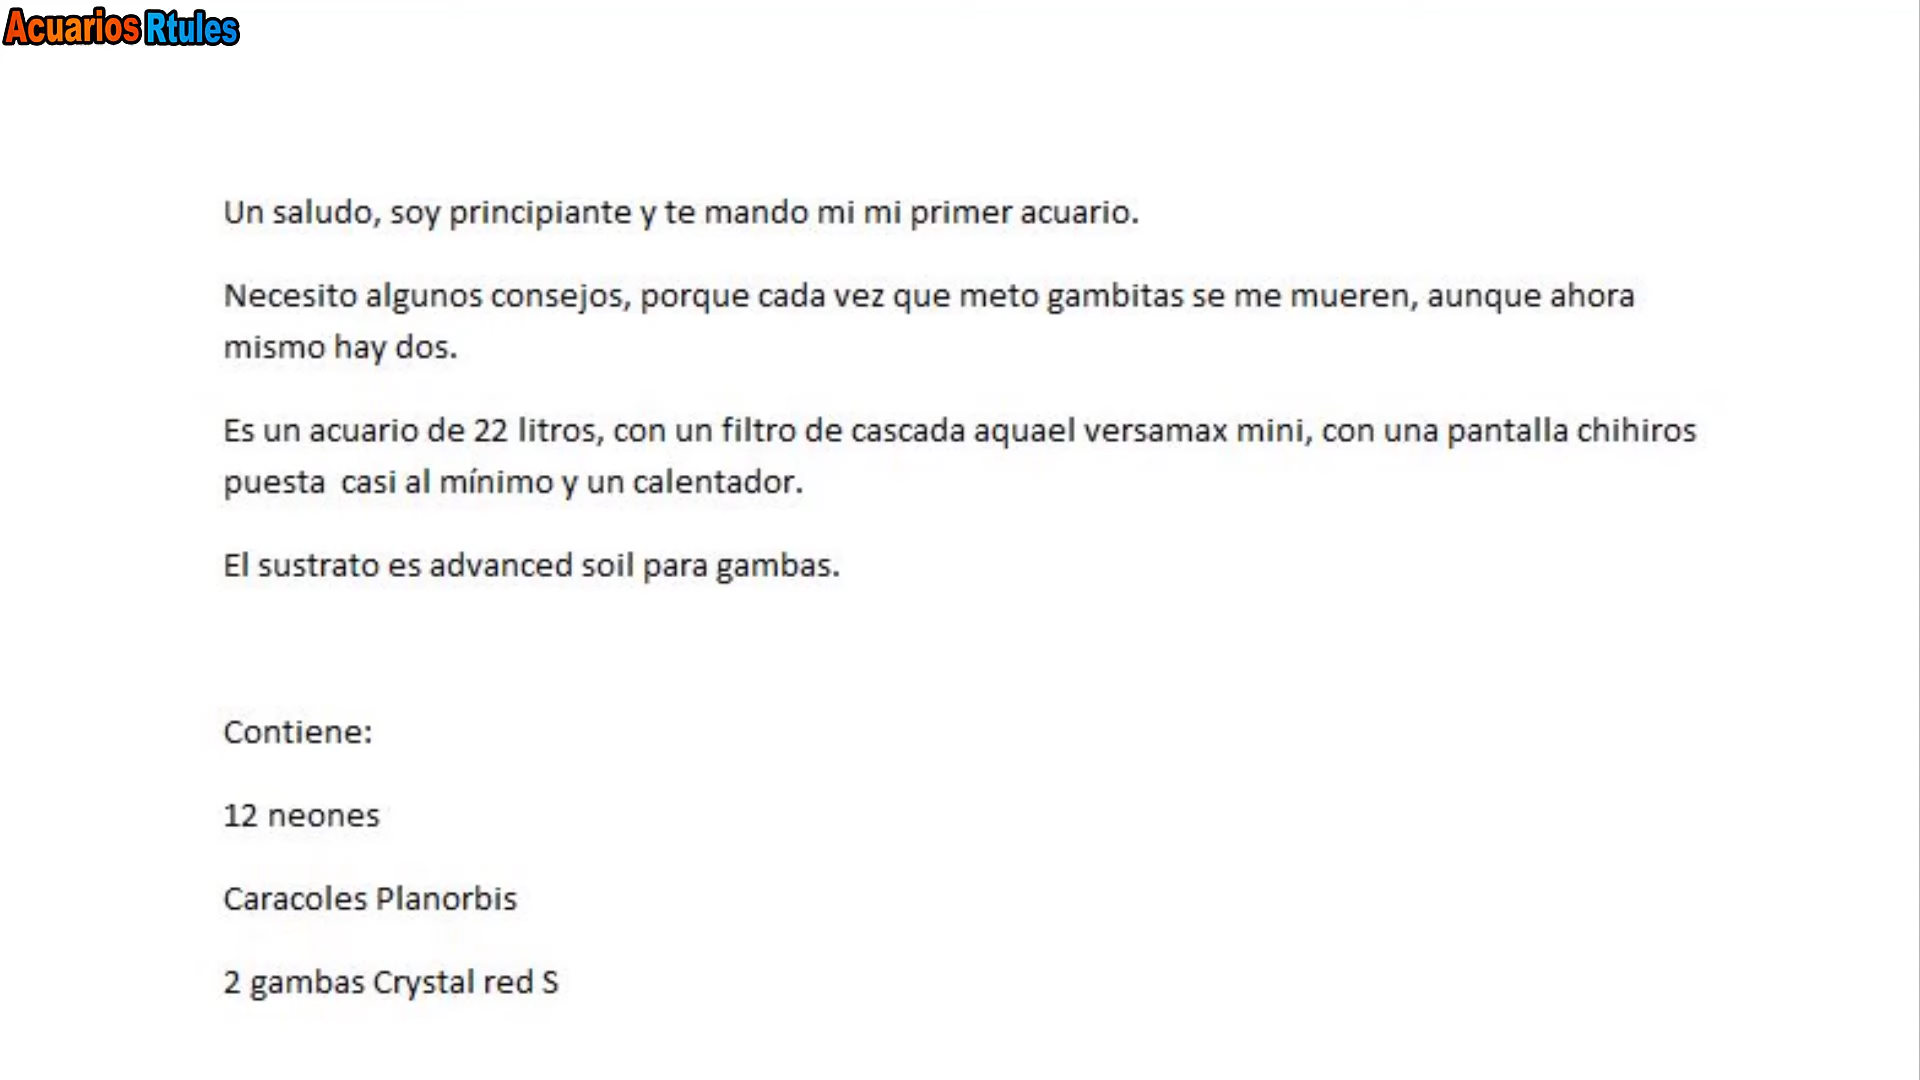 Acuarios Rtules
Un saludo, soy principiante y te mando mi mi primer acuario.
Necesito algunos consejos, porque cada vez que meto gambitas se me mueren, aunque ahora
mismo hay dos.
Es un acuario de 22 litros, con un filtro de cascada aquael versamax mini, con una pantalla chihiros
puesta  casi al mínimo y un calentador.
El sustrato es advanced soil para gambas.
Contiene:
12 neones
Caracoles Planorbis
2 gambas Crystal red S